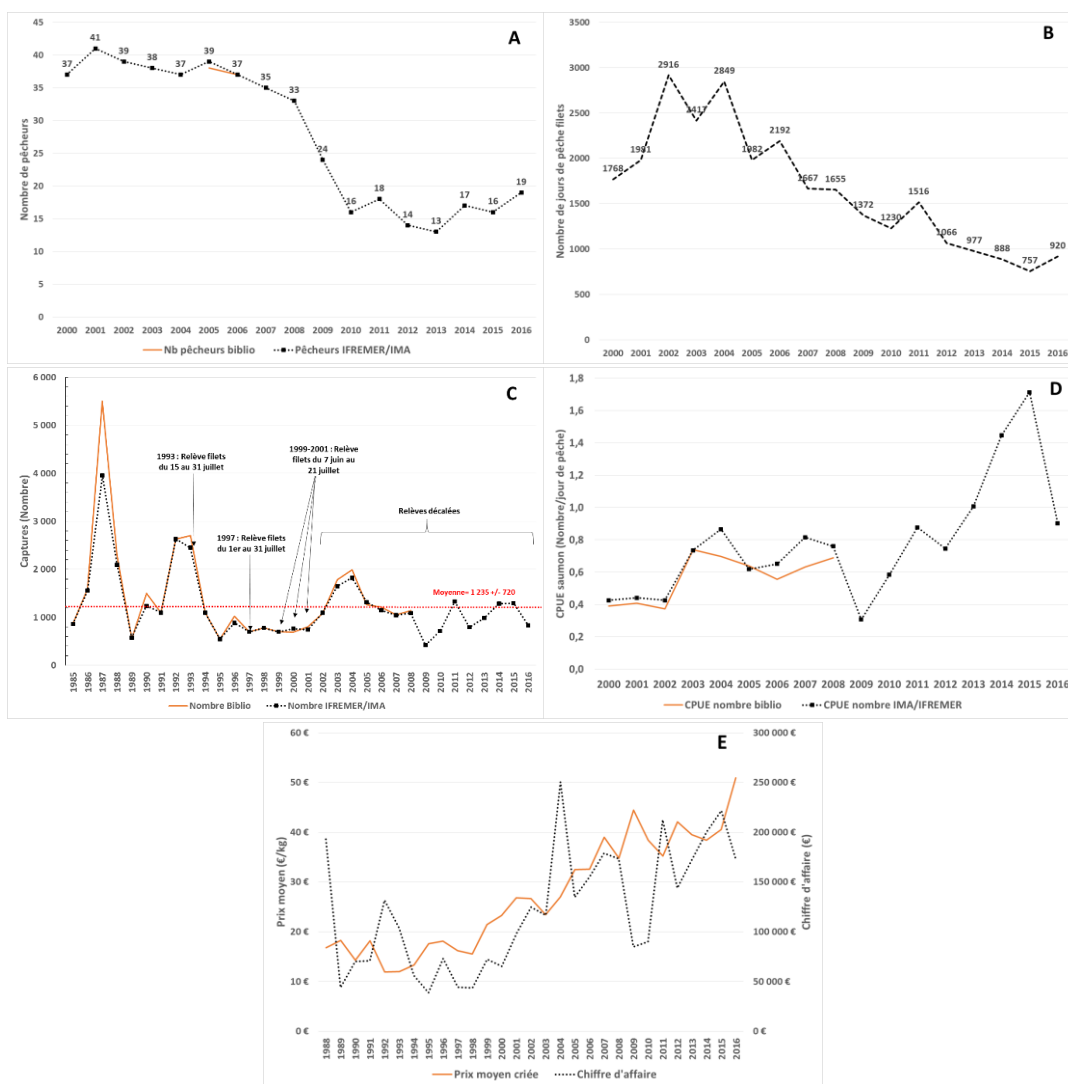 A
Nombre de pêcheurs
45
40
35
30
25
20
15
10
5
0
37
41
39
38
37
39
37
35
33
24
16
18
14
13
17
16
19
2000 2001 2002 2003 2004 2005 2006 2007 2008 2009 2010 2011 2012 2013 2014 2015 2016
Nb pêcheurs biblio Pêcheurs IFREMER/IMA
B
Nombre de jours de pêche filets
3500
3000
2500
2000
1500
1000
500
0
1768
1981
2916
2417
2849
1982
2192
1667
1655
1372
1230
1516
1066
977
888
757
920
2000 2001 2002 2003 2004 2005 2006 2007 2008 2009 2010 2011 2012 2013 2014 2015 2016
C
Captures (Nombre)
6 000
5 000
4 000
3 000
2 000
1 000
0
1993 : Relève filets
du 15 au 31 juillet
1997 : Relève filets
du 1er au 31 juillet
1999-2001 : Relève
filets du 7 juin au
21 juillet
Relèves décalées
Moyenne= 1 235 +/- 720
1985 1986 1987 1988 1989 1990 1991 1992 1993 1994 1995 1996 1997 1998 1999 2000 2001 2002 2003 2004 2005 2006 2007 2008 2009 2010 2011 2012 2013 2014 2015 2016
Nombre Biblio Nombre IFREMER/IMA
D
CPUE saumon (Nombre/jour de pêche)
1,8
1,6
1,4
1,2
1,0
0,8
0,6
0,4
0,2
0,0
2000 2001 2002 2003 2004 2005 2006 2007 2008 2009 2010 2011 2012 2013 2014 2015 2016
CPUE nombre biblio CPUE nombre IMA/IFREMER
E
Prix moyen (€/kg)
60 €
50 €
40 €
30 €
20 €
10 €
0 €
300 000 €
250 000 €
200 000 €
150 000 €
100 000 €
50 000 €
0 €
Chiffre d'affaire (€)
1988 1989 1990 1991 1992 1993 1994 1995 1996 1997 1998 1999 2000 2001 2002 2003 2004 2005 2006 2007 2008 2009 2010 2011 2012 2013 2014 2015 2016
Prix moyen criée Chiffre d'affaire